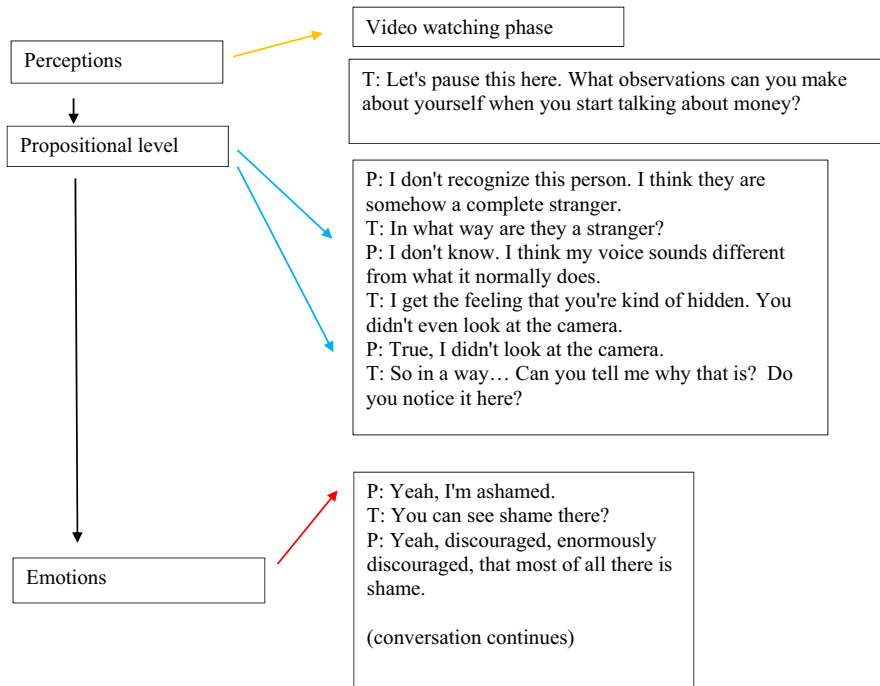 Perceptions
Video watching phase
T: Let's pause this here. What observations can you make
about yourself when you start talking about money?
Propositional level
P: I don't recognize this person. I think they are
somehow a complete stranger.
T: In what way are they a stranger?
P: I don't know. I think my voice sounds different
from what it normally does.
T: I get the feeling that you're kind of hidden. You
didn't even look at the camera.
P: True, I didn't look at the camera.
T: So in a way… Can you tell me why that is?  Do
you notice it here?
Emotions
P: Yeah, I'm ashamed.
T: You can see shame there?
P: Yeah, discouraged, enormously
discouraged, that most of all there is
shame.
(conversation continues)